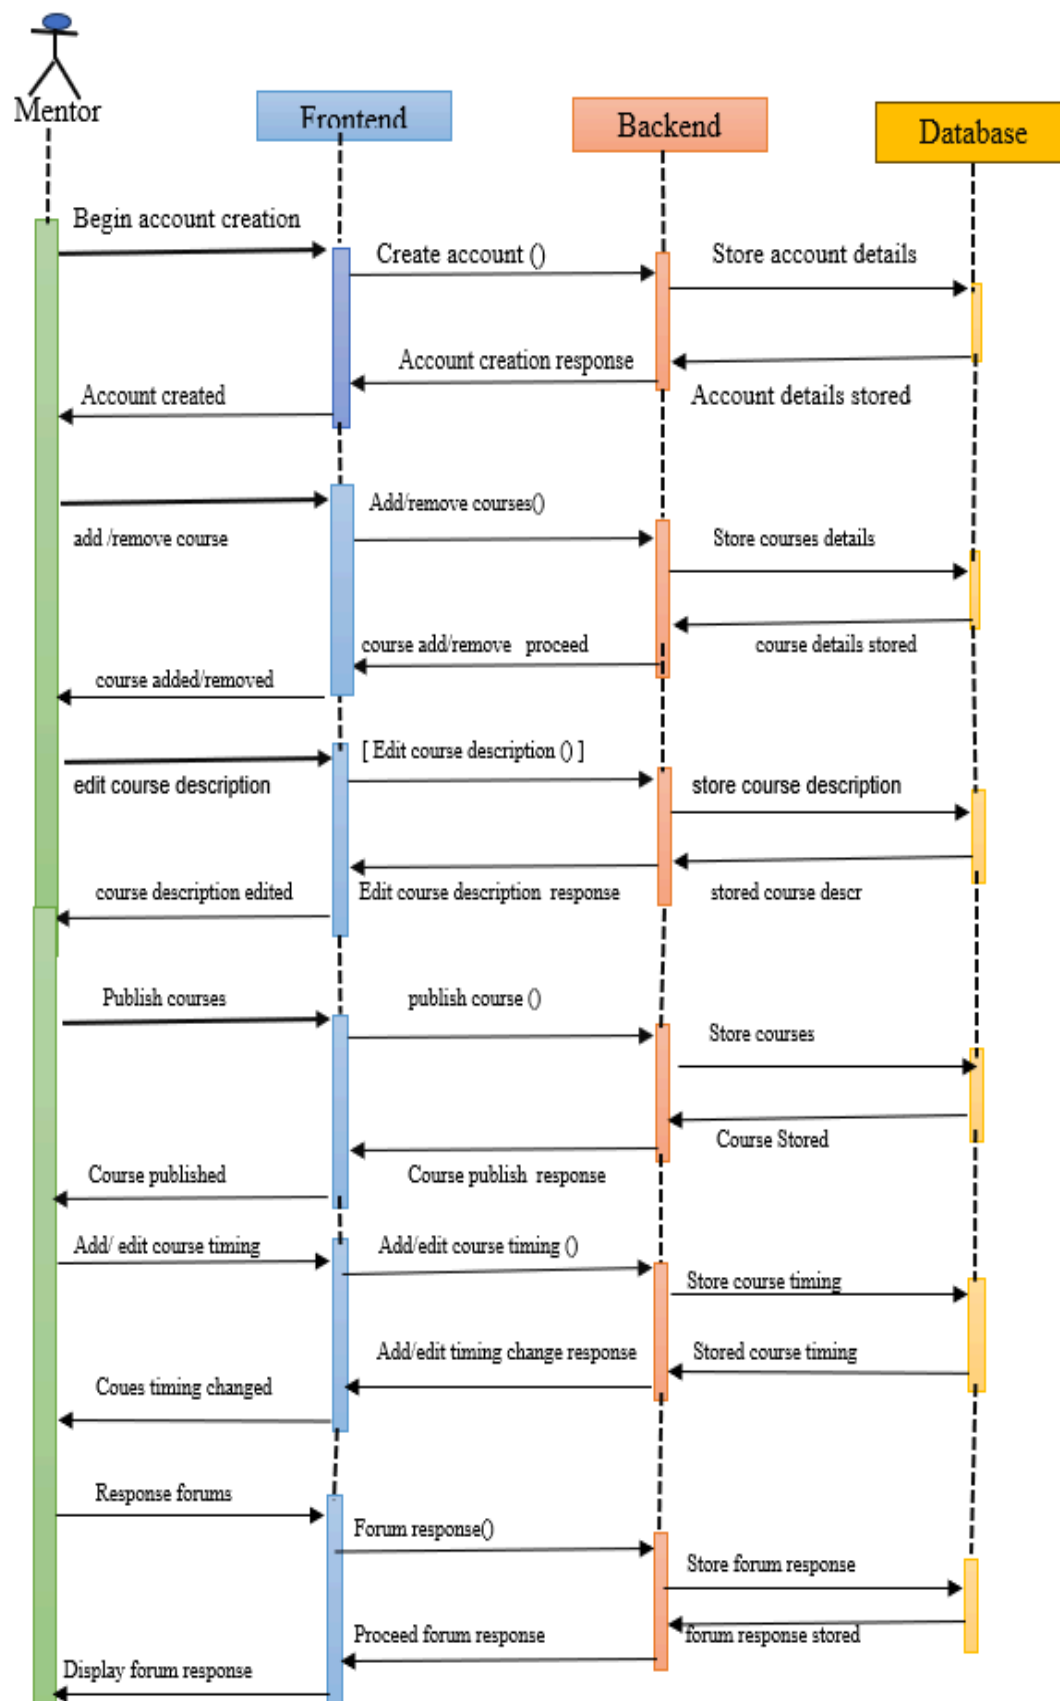 Mentor
Frontend
Backend
Database
Begin account creation
Create account ()
Store account details
Account creation response
Account created
Account details stored
Add/remove courses()
add /remove course
Store courses details
course add/remove   proceed
course details stored
course added/removed
[ Edit course description () ]
edit course description
store course description
course description edited
Edit course description  response
stored course descr
Publish courses
publish course ()
Store courses
Course Stored
Course published
Course publish  response
Add/ edit course timing
Add/edit course timing ()
Store course timing
Add/edit timing change response
Stored course timing
Coues timing changed
Response forums
Forum response()
Store forum response
Proceed forum response
forum response stored
Display forum response